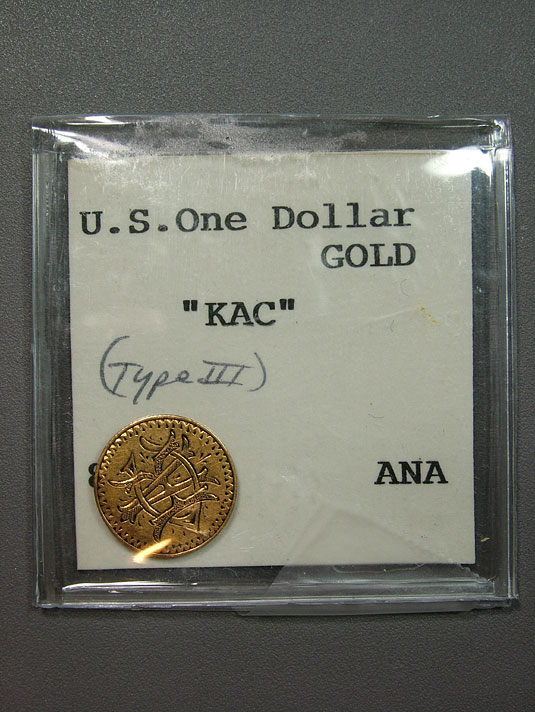 U.S.One Dollar
GOLD
"KAC"
(Type III)
ANA